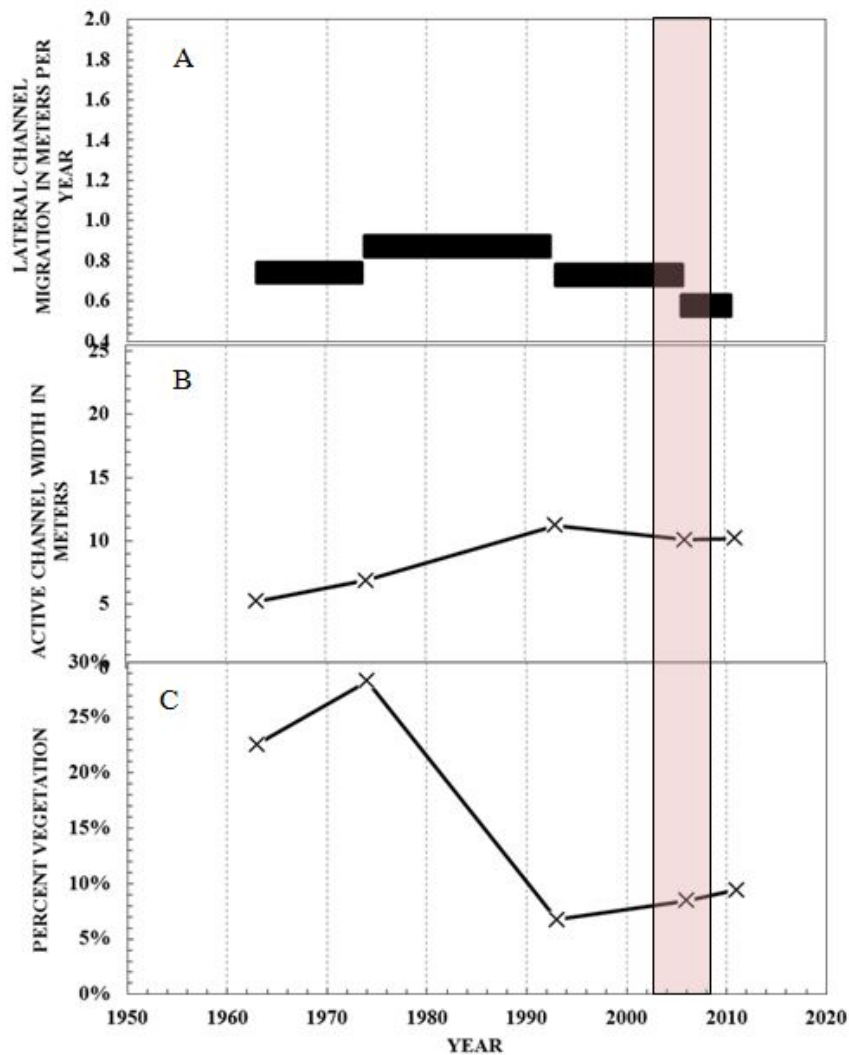 2.0
A
1.8
1.6
1.4
1.2
1.0
0.8
0.6
0.4
LATERAL CHANNEL
MIGRATION IN METERS PER
YEAR
25
B
20
15
10
5
0
ACTIVE CHANNEL WIDTH IN
METERS
30%
C
25%
20%
15%
10%
5%
0%
PERCENT VEGETATION
1950 1960 1970 1980 1990 2000 2010 2020
YEAR